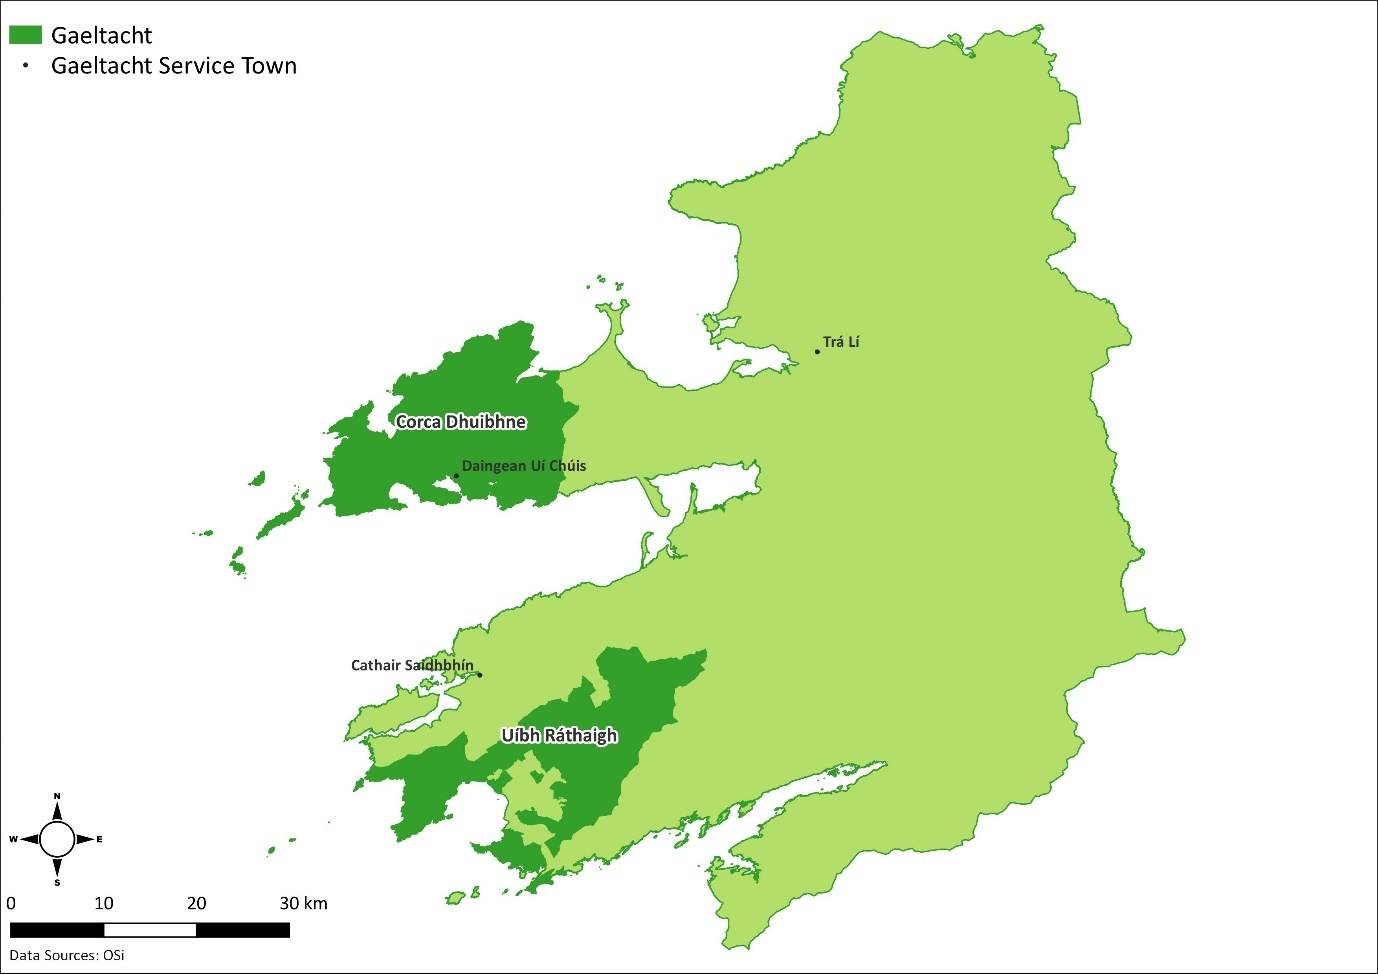 Gaeltacht
Gaeltacht Service Town
Trá Lí
Corca Dhuibhne
Daingean Uí Chúis
Cathair Saidhbhín
Uíbh Ráthaigh
N
W E
S
0 10 20 30 km
Data Sources: OSi